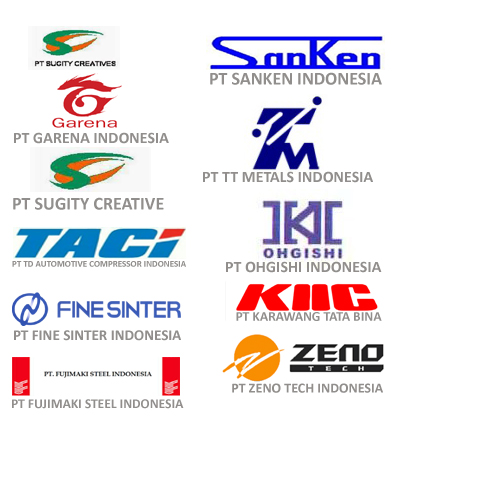 PT SUGITY CREATIVES
Garena
PT GARENA INDONESIA
PT SUGITY CREATIVE
TACI
PT TD AUTOMOTIVE COMPRESSOR INDONESIA
FINE SINTER
PT FINE SINTER INDONESIA
PT. FUJIMAKI STEEL INDONESIA
PT FUJIMAKI STEEL INDONESIA
SanKen
PT SANKEN INDONESIA
TM
PT TT METALS INDONESIA
OHGISHI
PT OHGISHI INDONESIA
KIIC
PT KARAWANG TATA BINA
ZENO
TECH
PT ZENO TECH INDONESIA